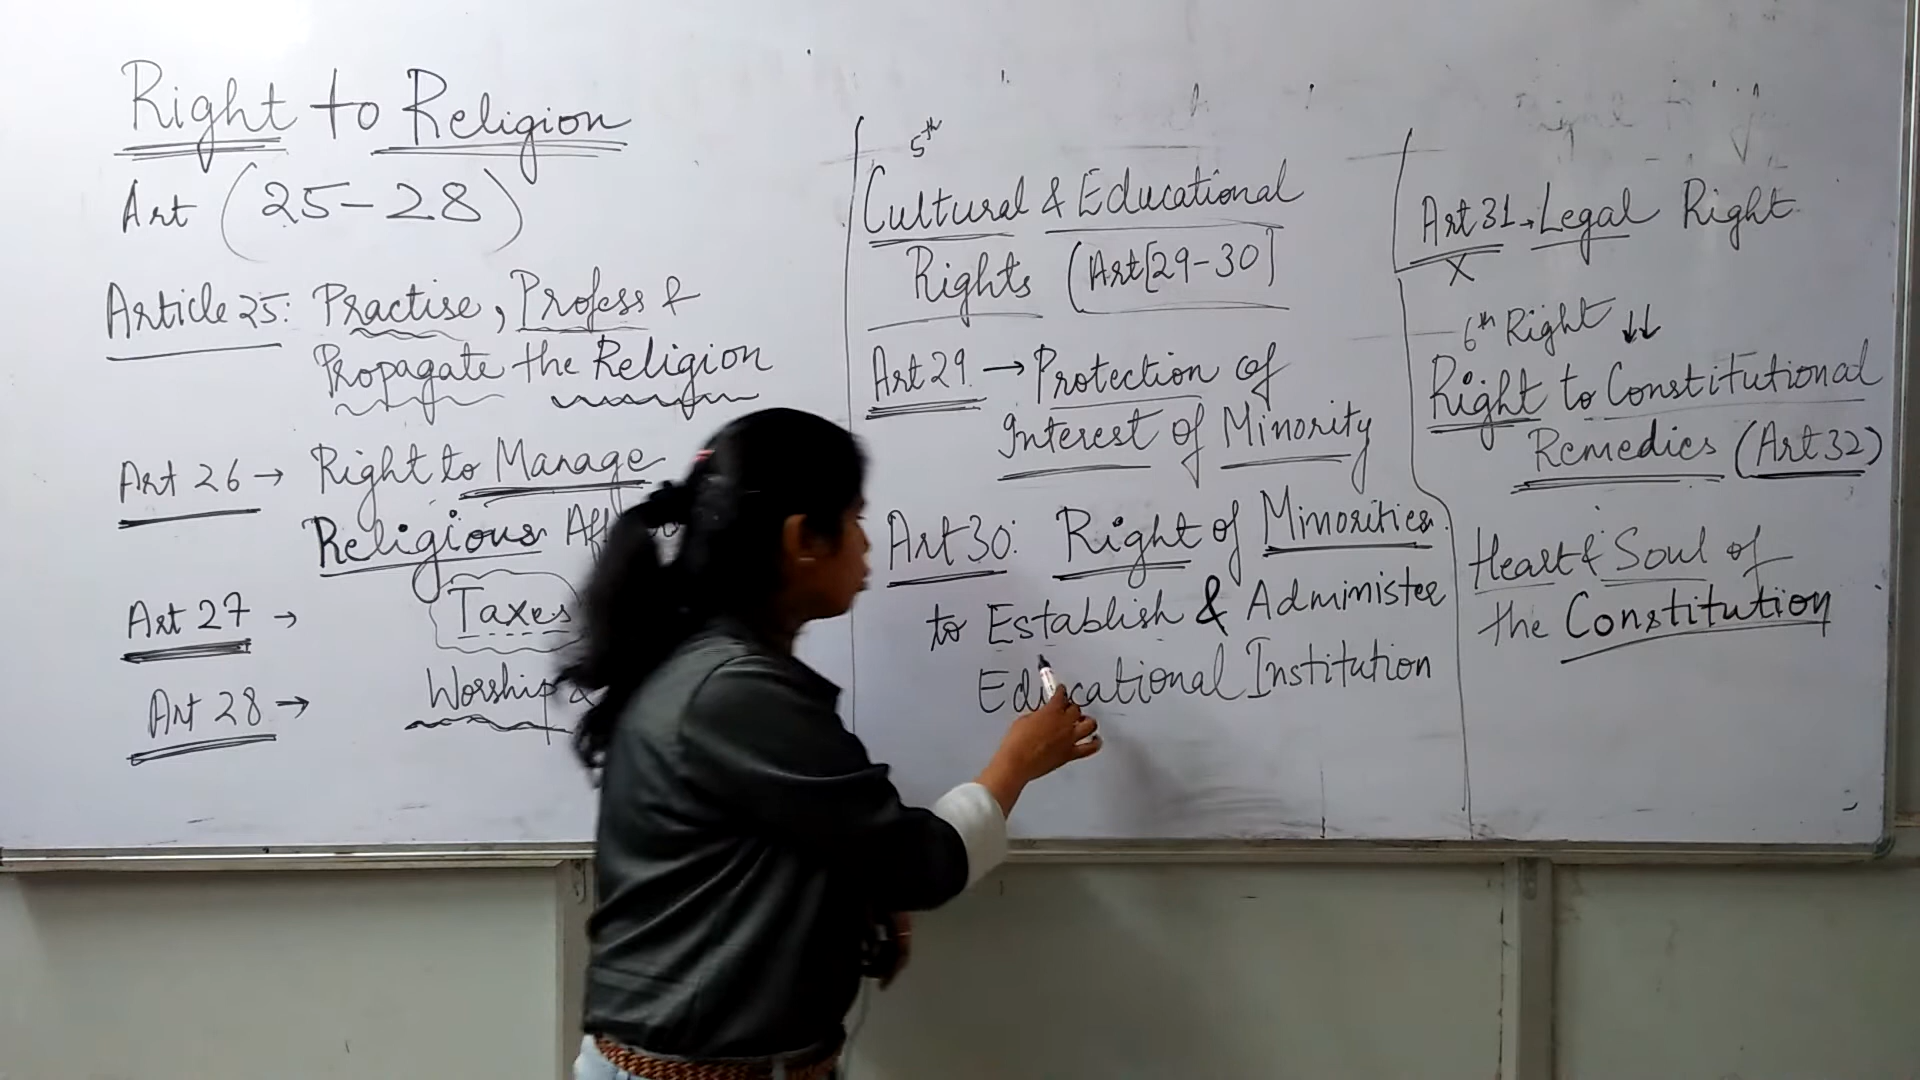 Right to Religion
Art (25-28)
Article 25: Practise, Profess &
Propagate the Religion
Art 26 → Right to Manage
Religious
Art 27 → Taxes
Art 28 → Worship &
5th
Cultural & Educational
Rights (Art[29-30]
Art 29 → Protection of
Interest of Minority
Art 30: Right of Minorities
to Establish & Administer
Educational Institution
Art 31 → Legal Right
X
6th Right ↓↓
Right to Constitutional
Remedies (Art 32)
Heart & Soul of
the Constitution